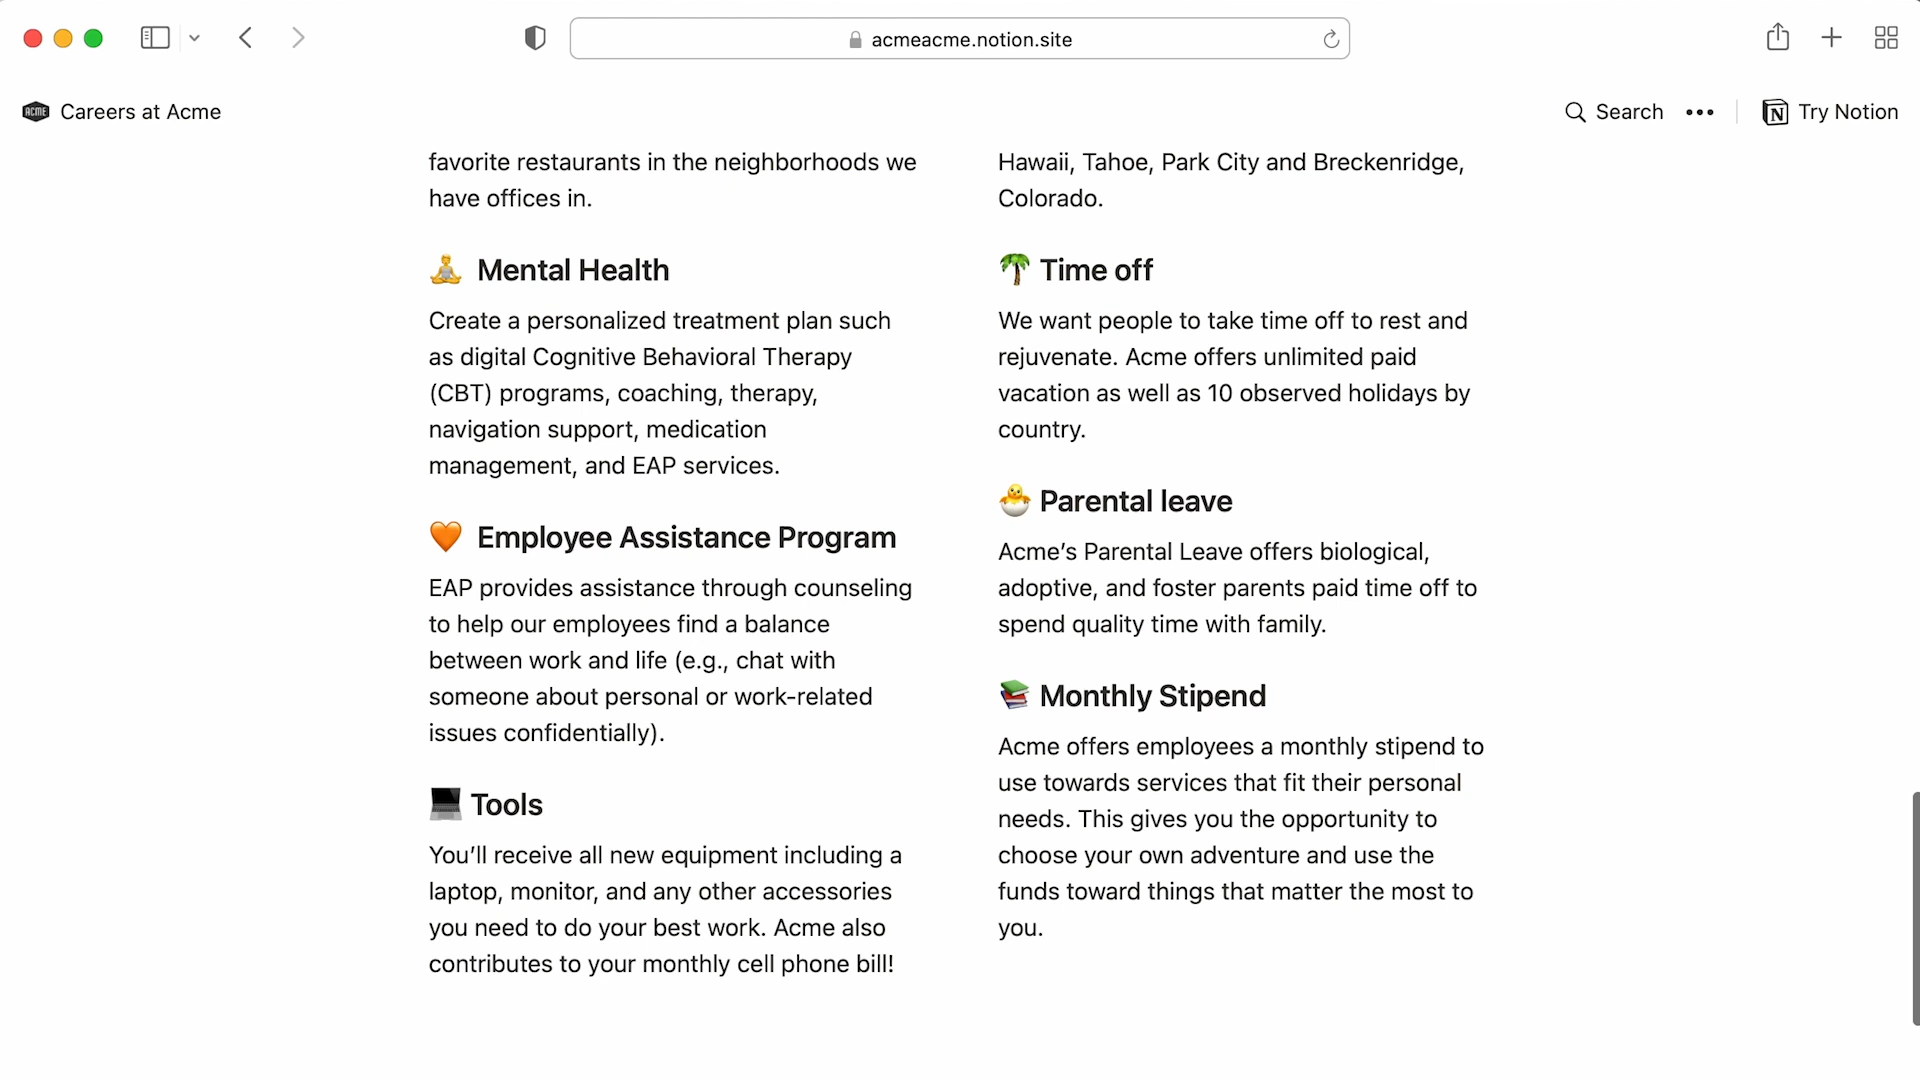 acmeacme.notion.site
ACME Careers at Acme
Search
Try Notion
favorite restaurants in the neighborhoods we
have offices in.
Mental Health
Create a personalized treatment plan such
as digital Cognitive Behavioral Therapy
(CBT) programs, coaching, therapy,
navigation support, medication
management, and EAP services.
Employee Assistance Program
EAP provides assistance through counseling
to help our employees find a balance
between work and life (e.g., chat with
someone about personal or work-related
issues confidentially).
Tools
You’ll receive all new equipment including a
laptop, monitor, and any other accessories
you need to do your best work. Acme also
contributes to your monthly cell phone bill!
Hawaii, Tahoe, Park City and Breckenridge,
Colorado.
Time off
We want people to take time off to rest and
rejuvenate. Acme offers unlimited paid
vacation as well as 10 observed holidays by
country.
Parental leave
Acme’s Parental Leave offers biological,
adoptive, and foster parents paid time off to
spend quality time with family.
Monthly Stipend
Acme offers employees a monthly stipend to
use towards services that fit their personal
needs. This gives you the opportunity to
choose your own adventure and use the
funds toward things that matter the most to
you.